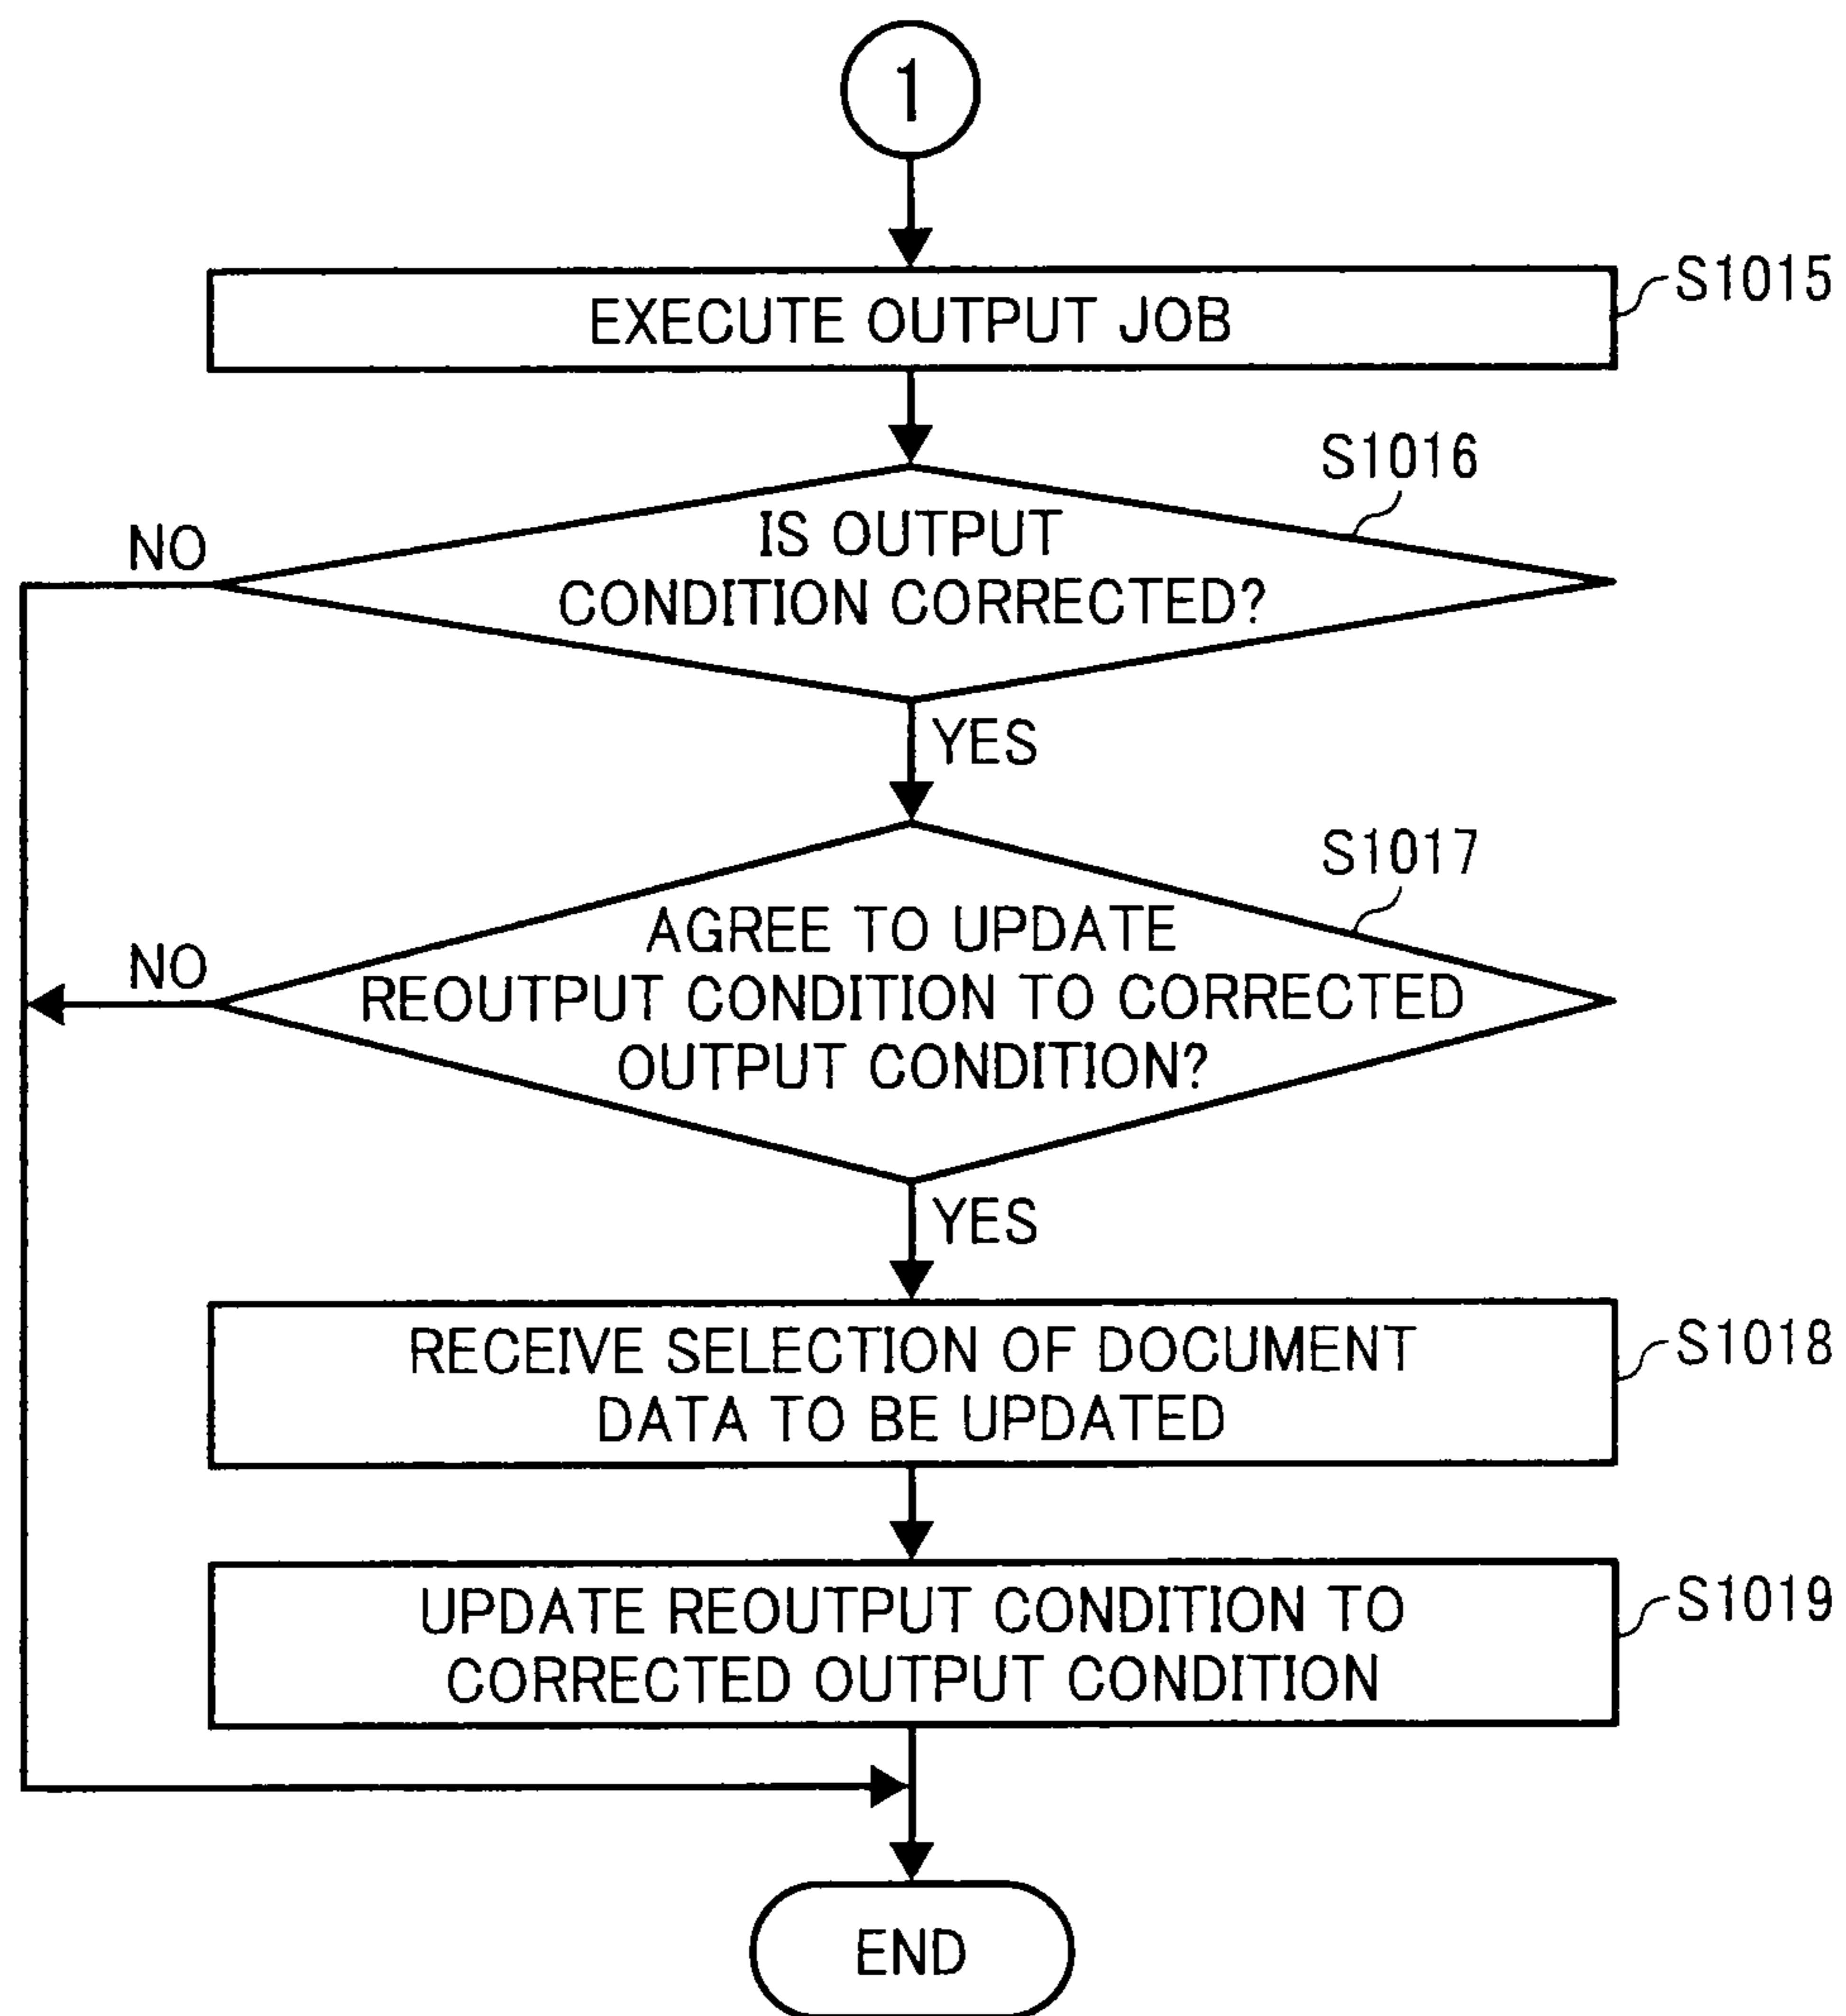 1
EXECUTE OUTPUT JOB
S1015
S1016
IS OUTPUT
CONDITION CORRECTED?
NO
YES
S1017
AGREE TO UPDATE
REOUTPUT CONDITION TO CORRECTED
OUTPUT CONDITION?
NO
YES
RECEIVE SELECTION OF DOCUMENT
DATA TO BE UPDATED
S1018
UPDATE REOUTPUT CONDITION TO
CORRECTED OUTPUT CONDITION
S1019
END